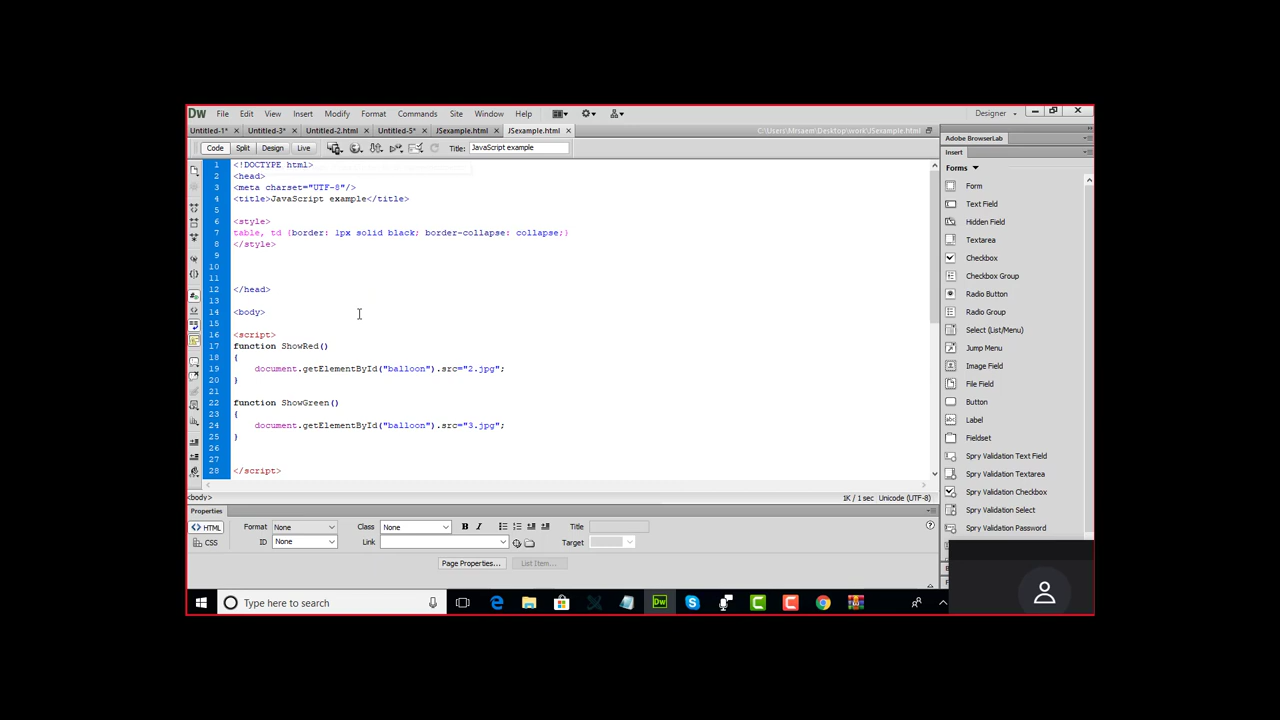 Dw File Edit View Insert Modify Format Commands Site Window Help Designer
Untitled-1* Untitled-3* Untitled-2.html Untitled-5* JSexample.html JSexample.html C:\Users\Mrsaem\Desktop\work\JSexample.html
Code Split Design Live Title: JavaScript example
1 <!DOCTYPE html>
2 <head>
3 <meta charset="UTF-8"/>
4 <title>JavaScript example</title>
5
6 <style>
7 table, td {border: 1px solid black; border-collapse: collapse;}
8 </style>
9
10
11
12 </head>
13
14 <body>
15
16 <script>
17 function ShowRed()
18 {
19 document.getElementById("balloon").src="2.jpg";
20 }
21
22 function ShowGreen()
23 {
24 document.getElementById("balloon").src="3.jpg";
25 }
26
27
28 </script>
<body> 1K / 1 sec Unicode (UTF-8)
Adobe BrowserLab
Insert
Forms
Form
Text Field
Hidden Field
Textarea
Checkbox
Checkbox Group
Radio Button
Radio Group
Select (List/Menu)
Jump Menu
Image Field
File Field
Button
Label
Fieldset
Spry Validation Text Field
Spry Validation Textarea
Spry Validation Checkbox
Spry Validation Select
Spry Validation Password
Properties
<> HTML Format None Class None B I Title
CSS ID None Link Target
Page Properties... List Item...
Type here to search Dw